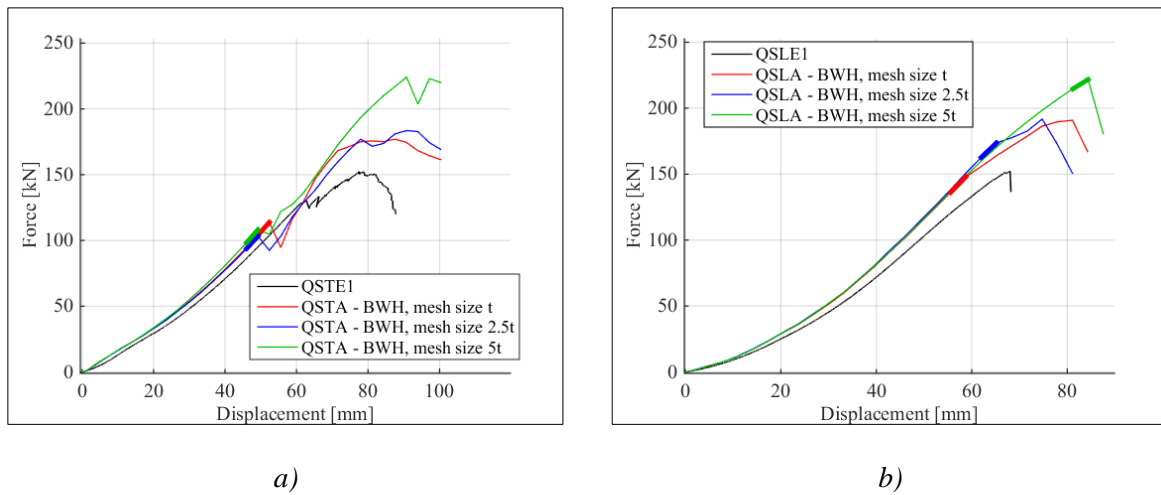 250
200
150
100
50
0
Force [kN]
QSTE1
QSTA - BWH, mesh size t
QSTA - BWH, mesh size 2.5t
QSTA - BWH, mesh size 5t
0 20 40 60 80 100
Displacement [mm]
a)
250
200
150
100
50
0
Force [kN]
QSLE1
QSLA - BWH, mesh size t
QSLA - BWH, mesh size 2.5t
QSLA - BWH, mesh size 5t
0 20 40 60 80
Displacement [mm]
b)